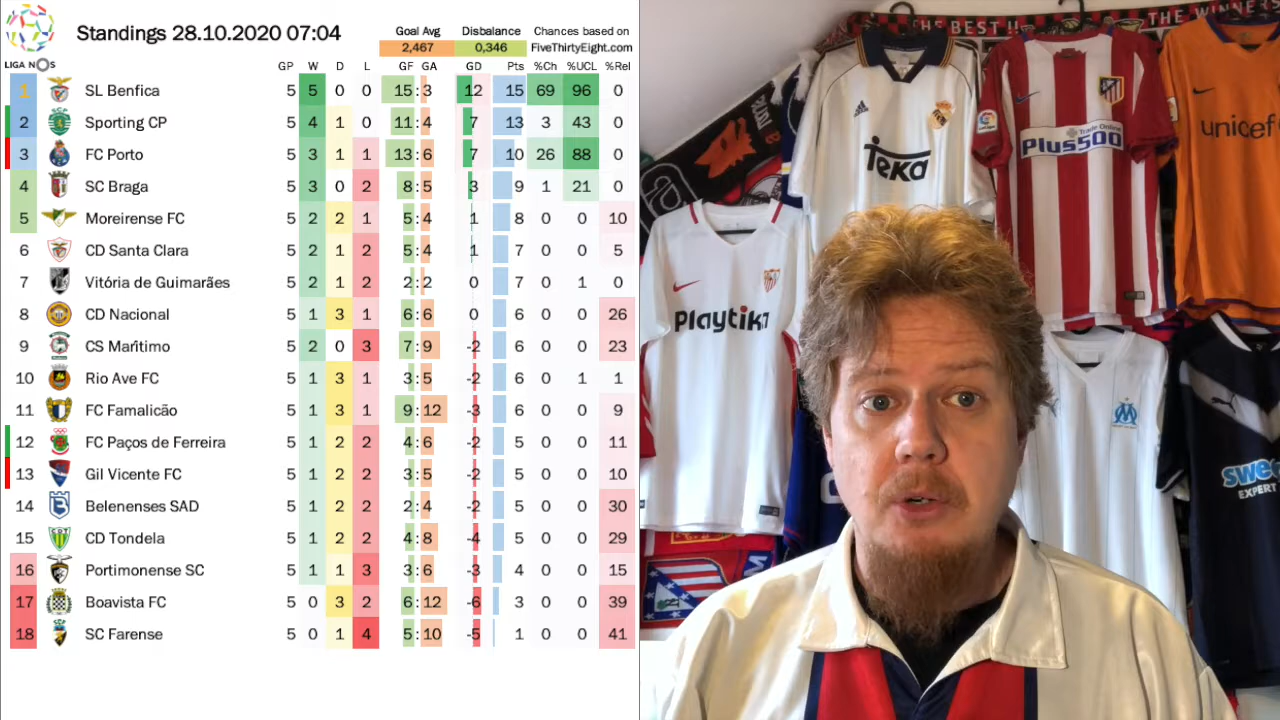 Standings 28.10.2020 07:04
LIGA NOS
Goal Avg Disbalance Chances based on
2,467 0,346 FiveThirtyEight.com
GP W D L GF GA GD Pts %Ch %UCL %Rel
1 SL Benfica 5 5 0 0 15:3 12 15 69 96 0
2 Sporting CP 5 4 1 0 11:4 7 13 3 43 0
3 FC Porto 5 3 1 1 13:6 7 10 26 88 0
4 SC Braga 5 3 0 2 8:5 3 9 1 21 0
5 Moreirense FC 5 2 2 1 5:4 1 8 0 0 10
6 CD Santa Clara 5 2 1 2 5:4 1 7 0 0 5
7 Vitória de Guimarães 5 2 1 2 2:2 0 7 0 1 0
8 CD Nacional 5 1 3 1 6:6 0 6 0 0 26
9 CS Marítimo 5 2 0 3 7:9 -2 6 0 0 23
10 Rio Ave FC 5 1 3 1 3:5 -2 6 0 1 1
11 FC Famalicão 5 1 3 1 9:12 -3 6 0 0 9
12 FC Paços de Ferreira 5 1 2 2 4:6 -2 5 0 0 11
13 Gil Vicente FC 5 1 2 2 3:5 -2 5 0 0 10
14 Belenenses SAD 5 1 2 2 2:4 -2 5 0 0 30
15 CD Tondela 5 1 2 2 4:8 -4 5 0 0 29
16 Portimonense SC 5 1 1 3 3:6 -3 4 0 0 15
17 Boavista FC 5 0 3 2 6:12 -6 3 0 0 39
18 SC Farense 5 0 1 4 5:10 -5 1 0 0 41
THE BEST!!
THE WINNERS
adidas
Teka
Trade Online
Plus500
unicef
Playtika
EXPERT